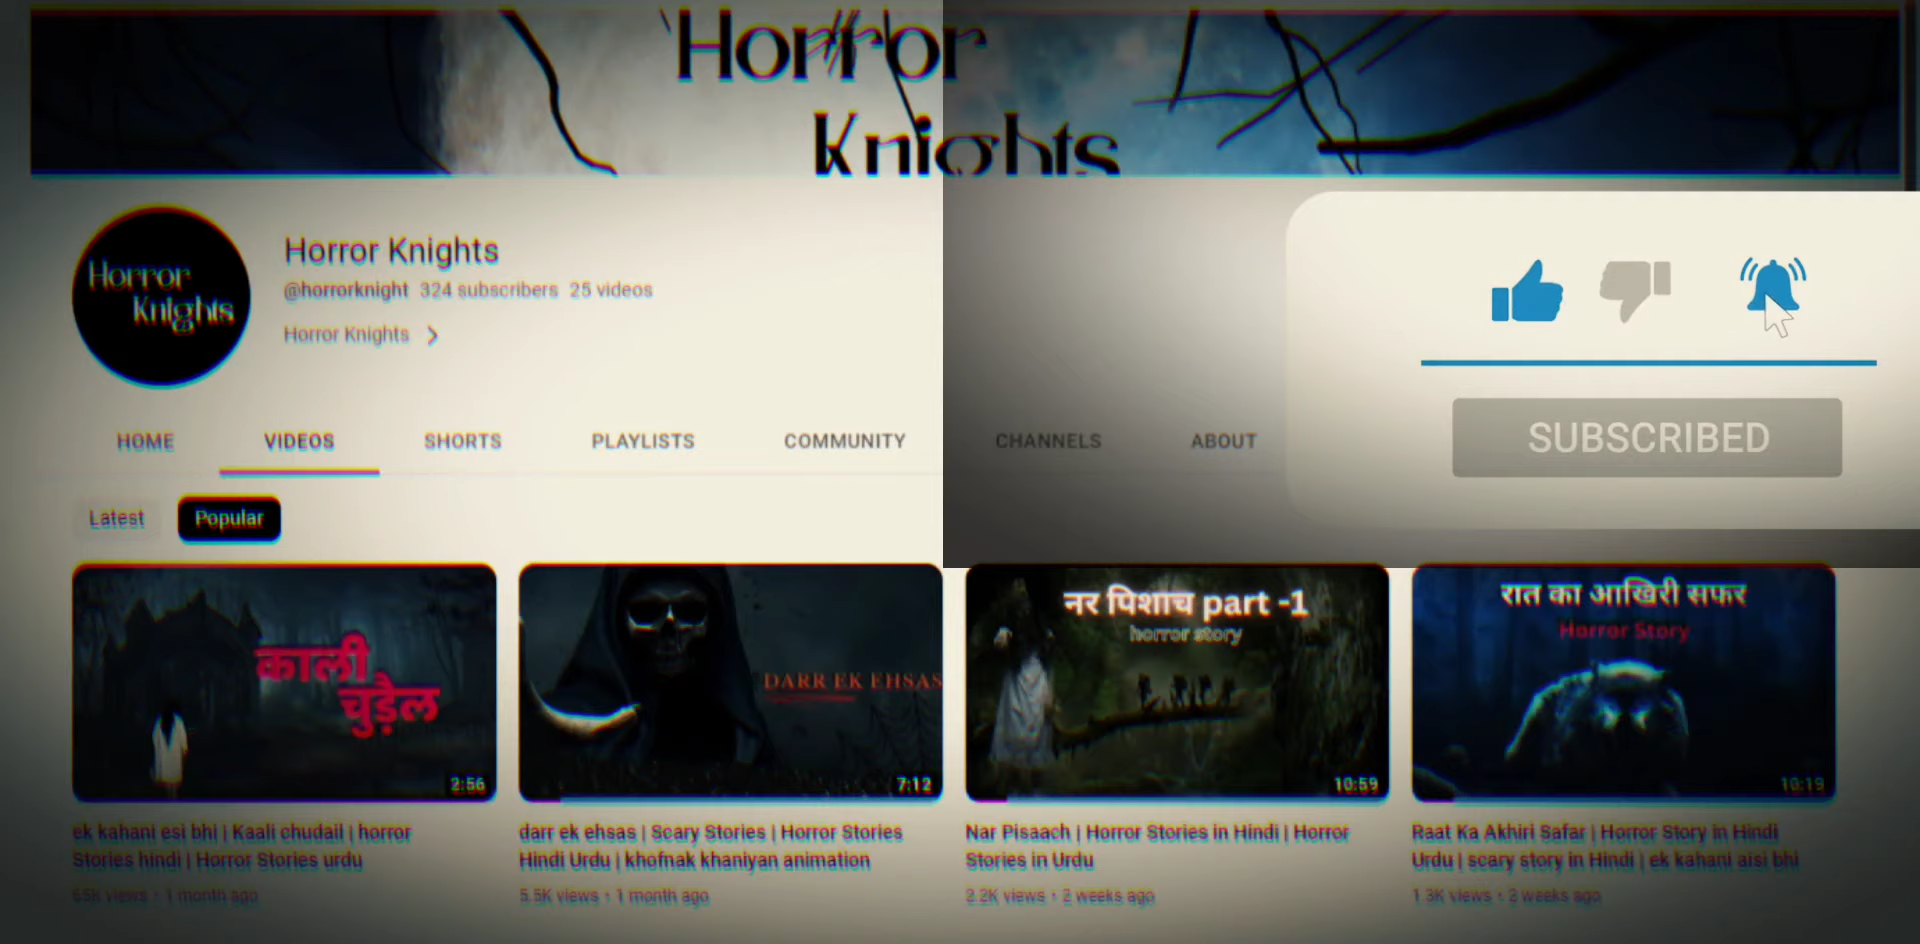 Horror
Knights
Horror
Knights
Horror Knights
@horrorknight 324 subscribers 25 videos
Horror Knights
HOME VIDEOS SHORTS PLAYLISTS COMMUNITY CHANNELS ABOUT
SUBSCRIBED
Latest Popular
काली
चुड़ैल
2:56
DARR EK EHSAS
7:12
नर पिशाच part -1
horror story
10:59
रात का आखिरी सफर
Horror Story
10:19
ek kahani esi bhi | Kaali chudail | horror
Stories hindi | Horror Stories urdu
65K views • 1 month ago
darr ek ehsas | Scary Stories | Horror Stories
Hindi Urdu | khofnak khaniyan animation
5.5K views • 1 month ago
Nar Pisaach | Horror Stories in Hindi | Horror
Stories in Urdu
2.2K views • 2 weeks ago
Raat Ka Akhiri Safar | Horror Story in Hindi
Urdu | scary story in Hindi | ek kahani aisi bhi
1.3K views • 2 weeks ago